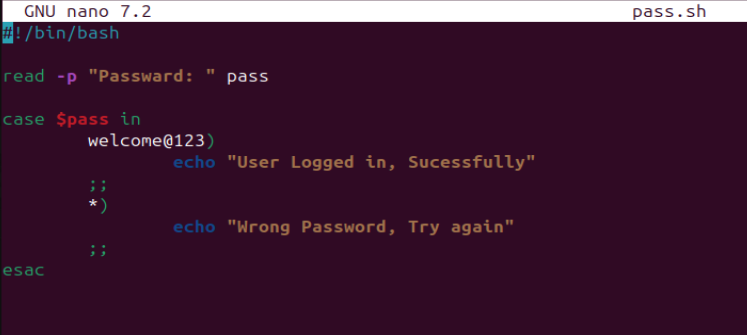 GNU nano 7.2 pass.sh
#!/bin/bash
read -p "Passward: " pass
case $pass in
welcome@123)
echo "User Logged in, Sucessfully"
;;
*)
echo "Wrong Password, Try again"
;;
esac